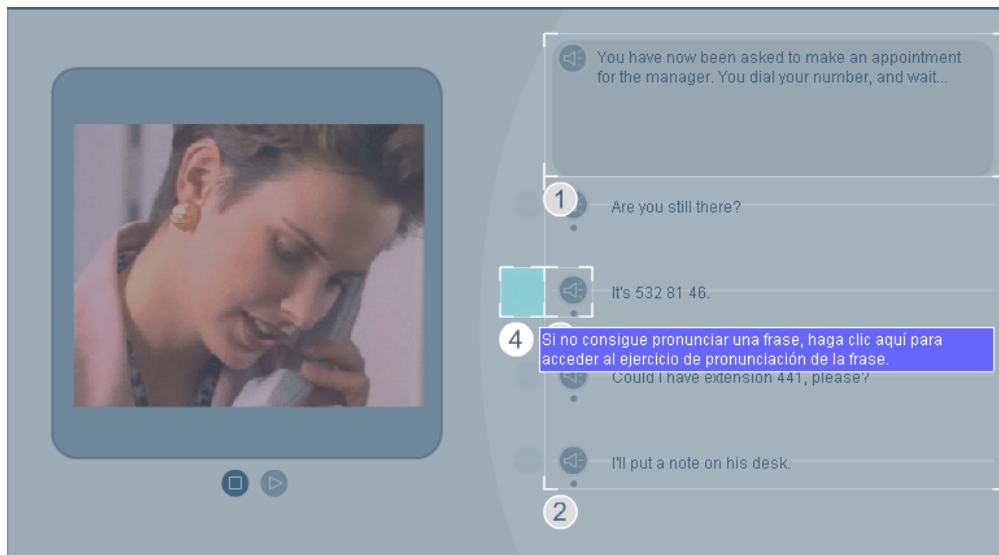 You have now been asked to make an appointment
for the manager. You dial your number, and wait...
1
Are you still there?
It's 532 81 46.
4
Si no consigue pronunciar una frase, haga clic aquí para
acceder al ejercicio de pronunciación de la frase.
Could I have extension 441, please?
I'll put a note on his desk.
2